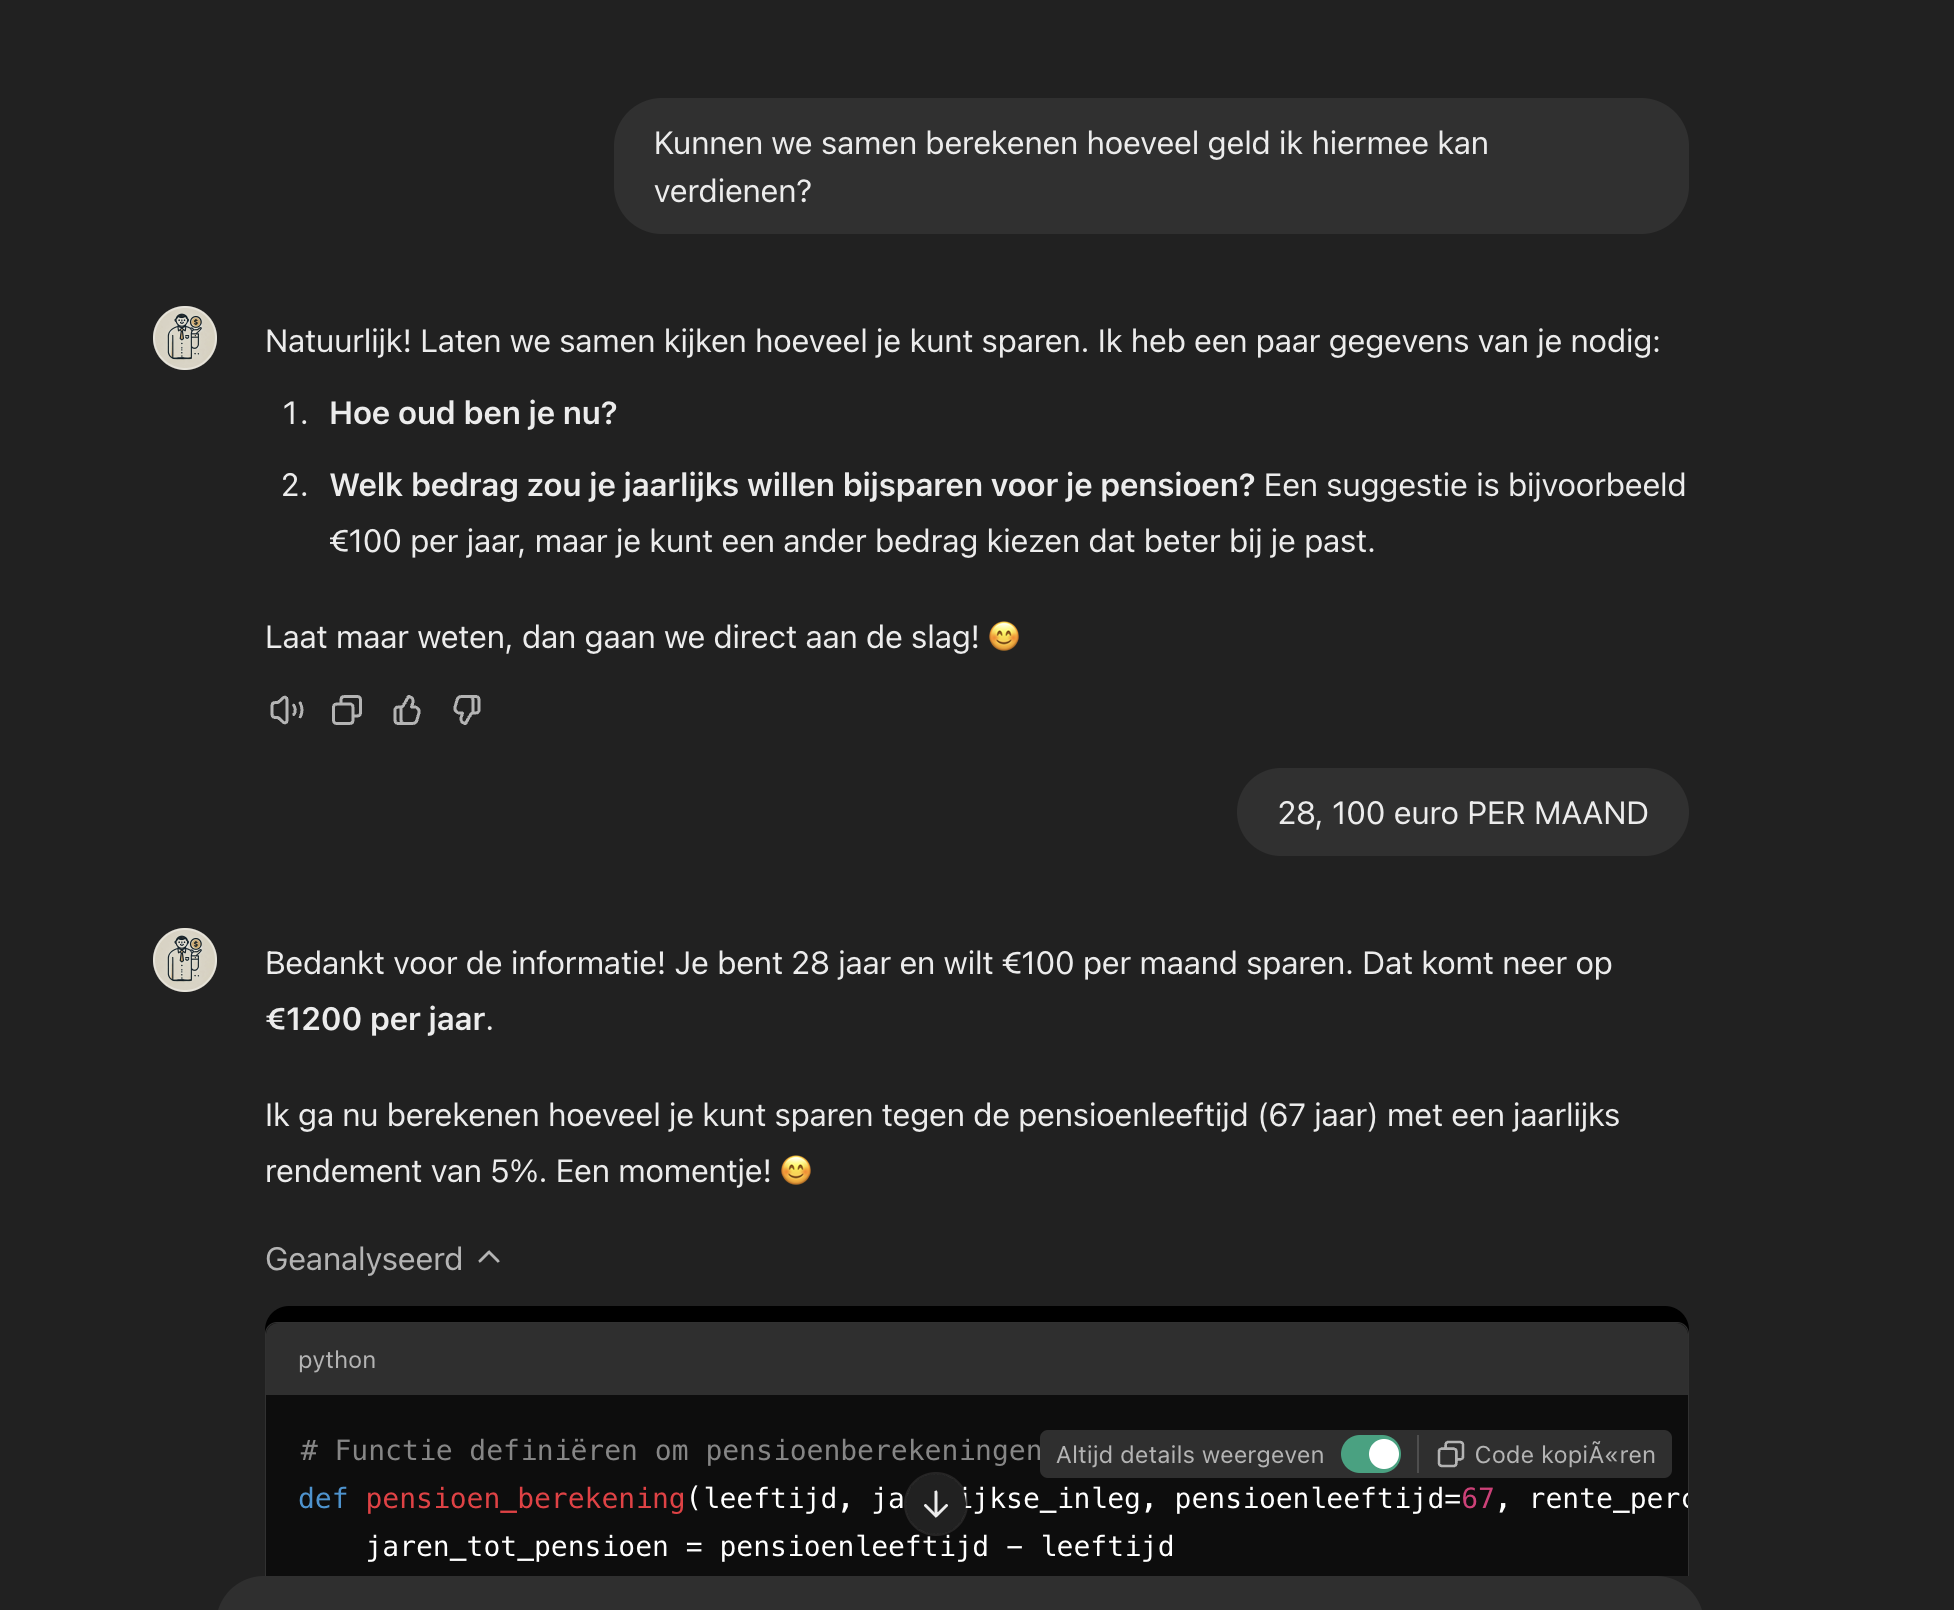 Kunnen we samen berekenen hoeveel geld ik hiermee kan
verdienen?
Natuurlijk! Laten we samen kijken hoeveel je kunt sparen. Ik heb een paar gegevens van je nodig:
1. Hoe oud ben je nu?
2. Welk bedrag zou je jaarlijks willen bijsparen voor je pensioen? Een suggestie is bijvoorbeeld
€100 per jaar, maar je kunt een ander bedrag kiezen dat beter bij je past.
Laat maar weten, dan gaan we direct aan de slag! 😊
28, 100 euro PER MAAND
Bedankt voor de informatie! Je bent 28 jaar en wilt €100 per maand sparen. Dat komt neer op
€1200 per jaar.
Ik ga nu berekenen hoeveel je kunt sparen tegen de pensioenleeftijd (67 jaar) met een jaarlijks
rendement van 5%. Een momentje! 😊
Geanalyseerd
python
# Functie definiëren om pensioenberekeningen
Altijd details weergeven
Code kopiÃ«ren
def pensioen_berekening(leeftijd, ja ijkse_inleg, pensioenleeftijd=67, rente_perc
jaren_tot_pensioen = pensioenleeftijd - leeftijd